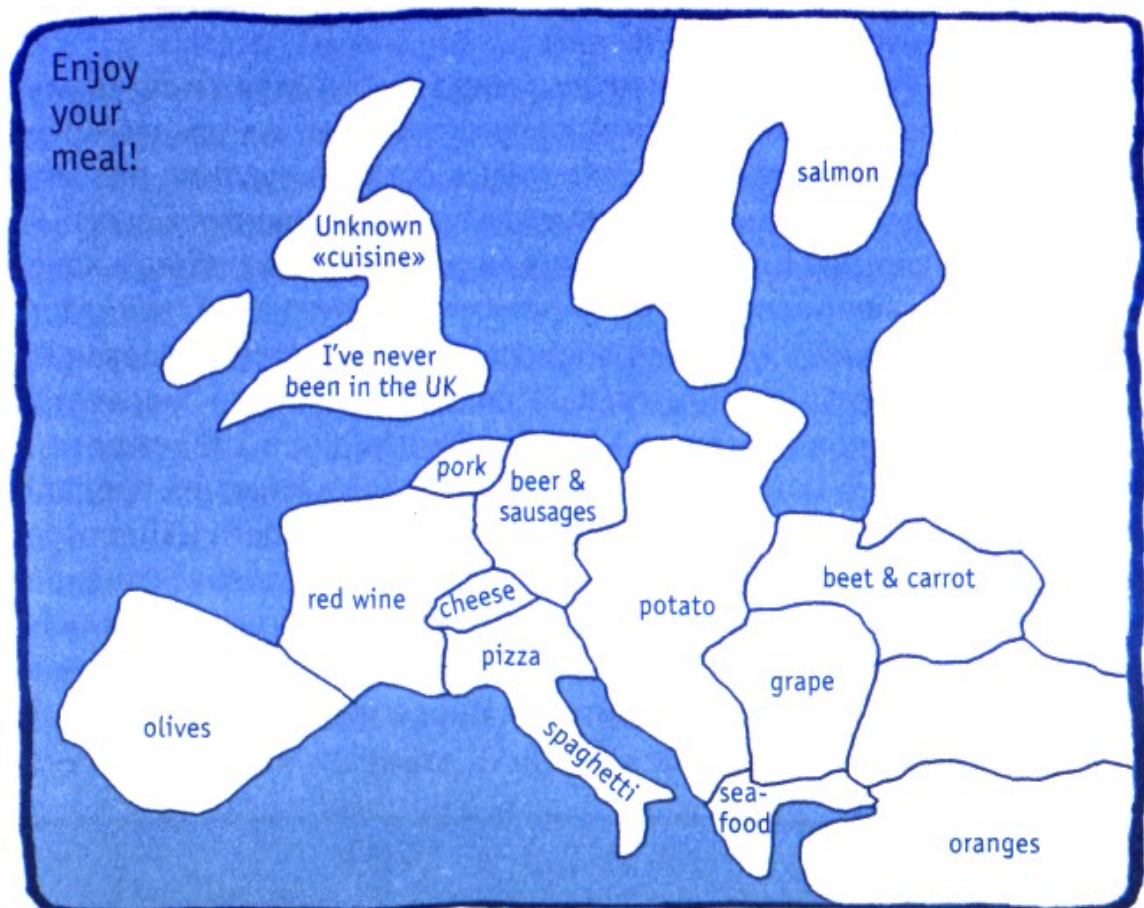 Enjoy
your
meal!
salmon
Unknown
«cuisine»
I've never
been in the UK
pork
beer &
sausages
beet & carrot
red wine
cheese
potato
pizza
grape
olives
spaghetti
sea-
food
oranges